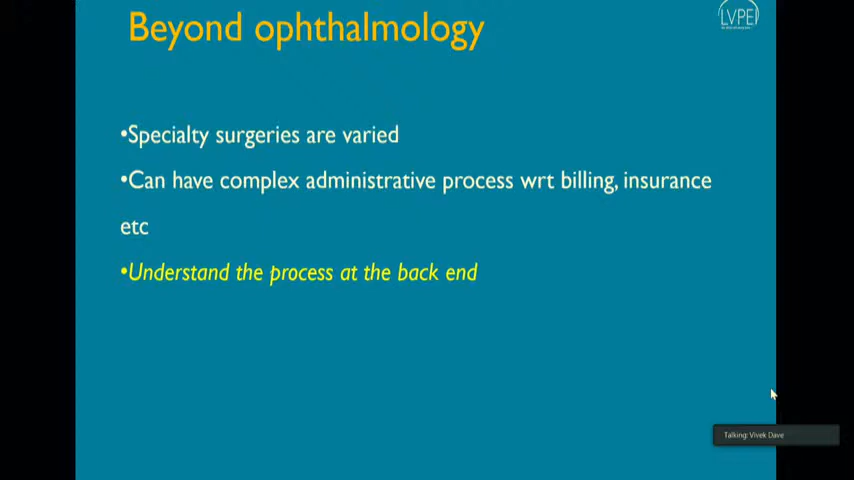 Beyond ophthalmology
LVPEI
•Specialty surgeries are varied
•Can have complex administrative process wrt billing, insurance
etc
•Understand the process at the back end
Talking: Vivek Dave